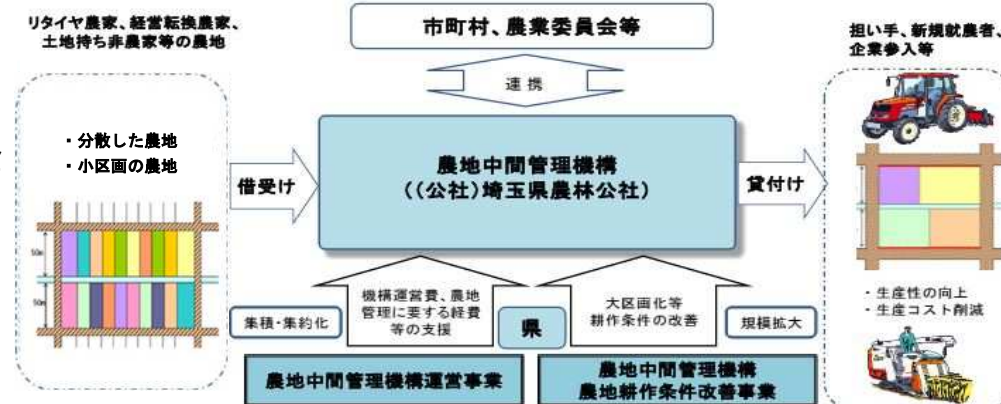 リタイヤ農家、経営転換農家、
土地持ち非農家等の農地
・分散した農地
・小区画の農地
50m
50m
借受け
市町村、農業委員会等
連 携
農地中間管理機構
((公社)埼玉県農林公社)
貸付け
担い手、新規就農者、
企業参入等
・生産性の向上
・生産コスト削減
集積・集約化
機構運営費、農地
管理に要する経費
等の支援
県
大区画化等
耕作条件の改善
規模拡大
農地中間管理機構運営事業
農地中間管理機構
農地耕作条件改善事業